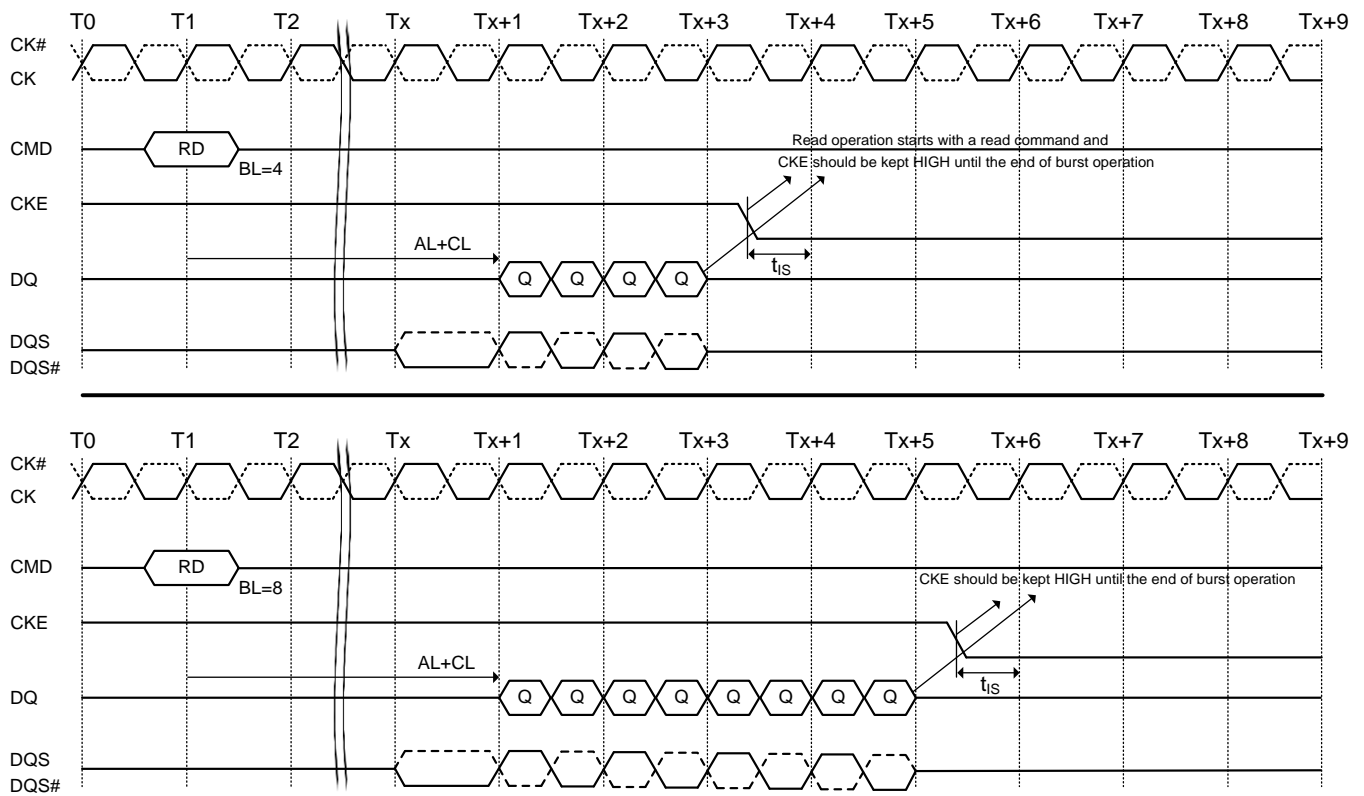 T0 T1 T2 Tx Tx+1 Tx+2 Tx+3 Tx+4 Tx+5 Tx+6 Tx+7 Tx+8 Tx+9
CK#
CK
Read operation starts with a read command and
CMD RD
CKE should be kept HIGH until the end of burst operation
BL=4
CKE
AL+CL
tIS
DQ Q Q Q Q
DQS
DQS#
T0 T1 T2 Tx Tx+1 Tx+2 Tx+3 Tx+4 Tx+5 Tx+6 Tx+7 Tx+8 Tx+9
CK#
CK
CMD RD
CKE should be kept HIGH until the end of burst operation
BL=8
CKE
AL+CL
tIS
DQ Q Q Q Q Q Q Q Q
DQS
DQS#